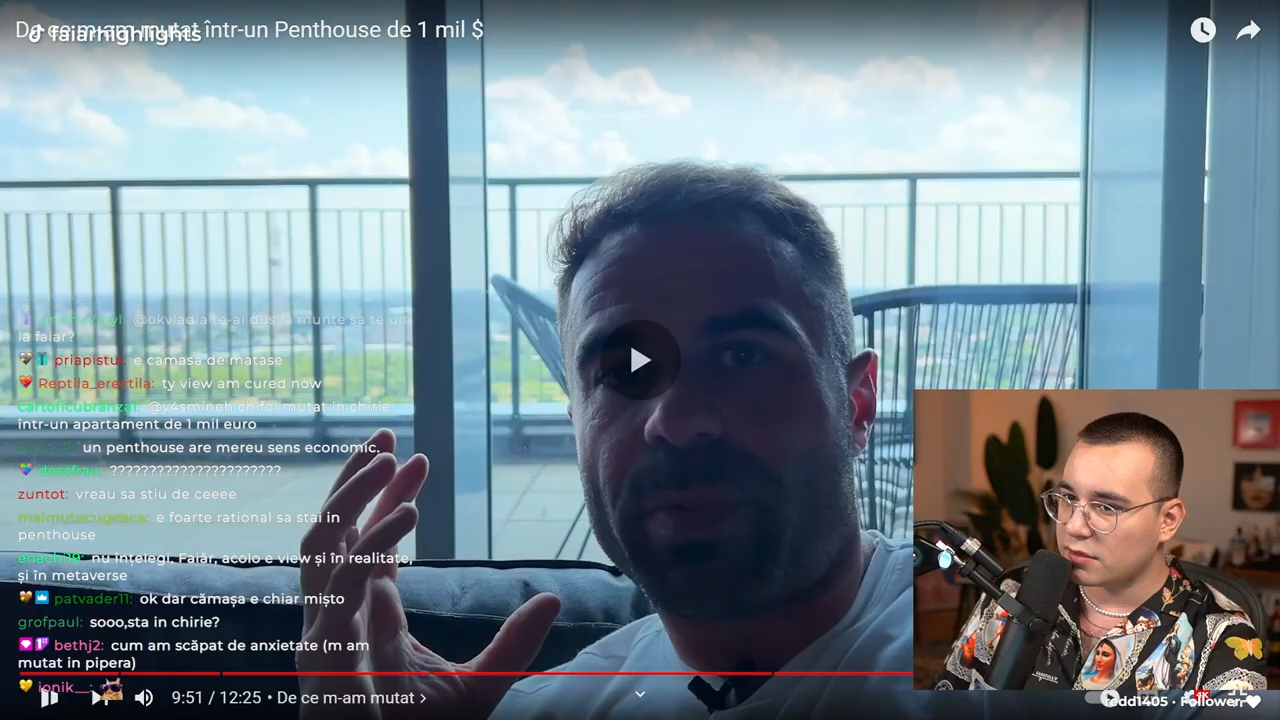 De ce m-am mutat într-un Penthouse de 1 mil $
faiarhighlights
@okvladia te-ai dus la munte sa te uiti
la faiar?
priapistul: e camasa de matase
Reptila_erectila: ty view am cured now
cartoficubranzai: @y4smineh chiful mutat in chirie
intr-un apartament de 1 mil euro
un penthouse are mereu sens economic.
dessfrau: ??????????????????????
zuntot: vreau sa stiu de ceeee
e foarte rational sa stai in
penthouse
enachi19: nu înțelegi, Faiăr, acolo e view și în realitate,
și în metaverse
patvader11: ok dar cămașa e chiar mișto
grofpaul: sooo,sta in chirie?
bethj2: cum am scăpat de anxietate (m am
mutat in pipera)
ionik__:
9:51 / 12:25 • De ce m-am mutat ›
redd1405 · Follower